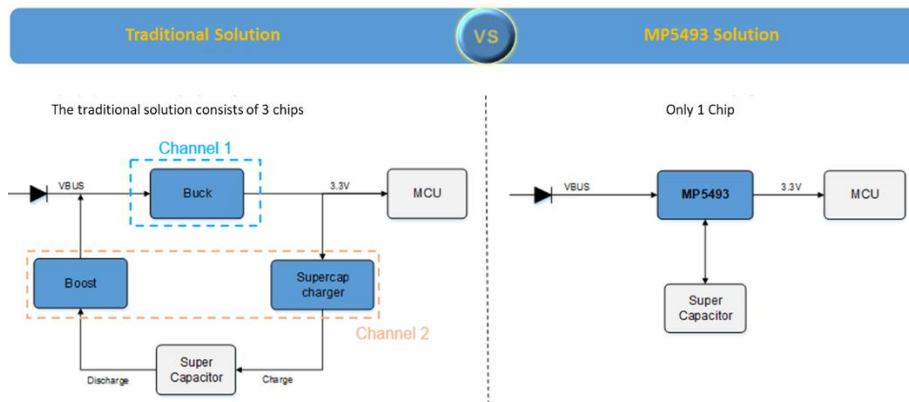 Traditional Solution
VS
MP5493 Solution
The traditional solution consists of 3 chips
Only 1 Chip
Channel 1
VBUS
Buck
3.3V
MCU
Boost
Supercap
charger
Channel 2
Super
Capacitor
Discharge
Charge
VBUS
MP5493
3.3V
MCU
Super
Capacitor